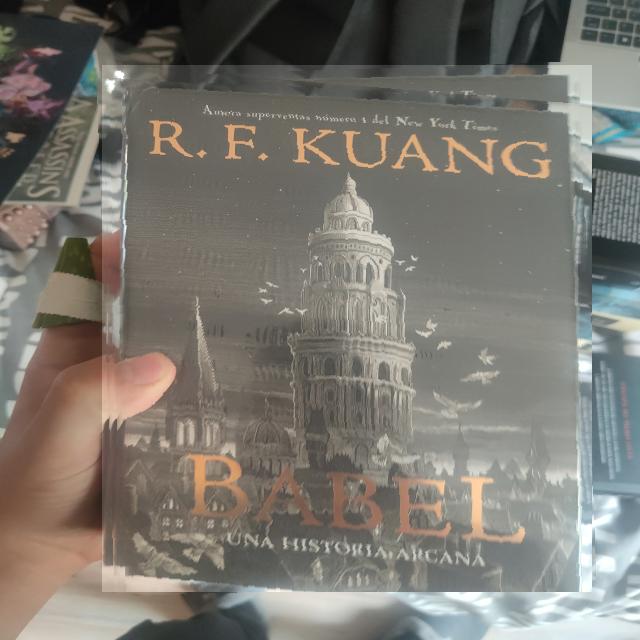 Autora superventas número 1 del New York Times
R. F. KUANG
BABEL
UNA HISTORIA ARCANA